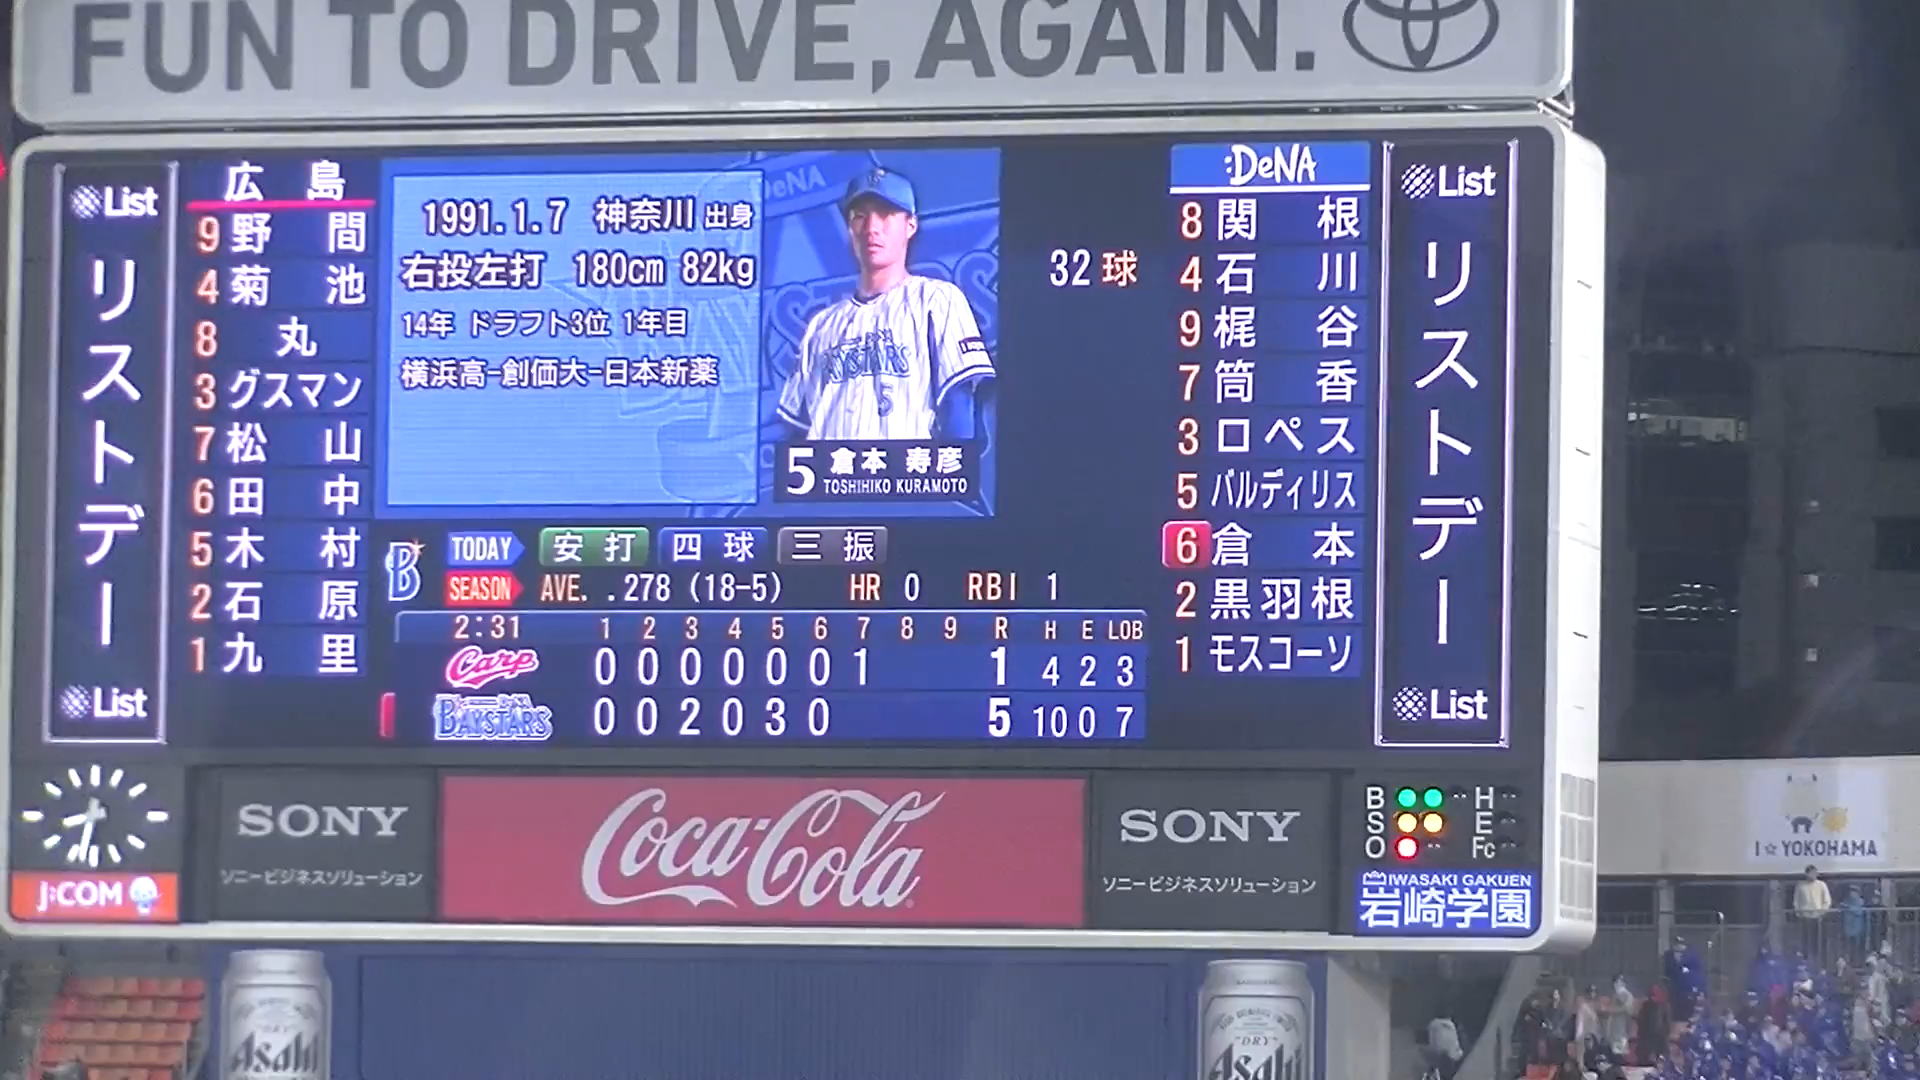 FUN TO DRIVE, AGAIN.
List
リストデー
List
広島
9 野間
4 菊池
8 丸
3 グスマン
7 松山
6 田中
5 木村
2 石原
1 九里
1991.1.7 神奈川出身
右投左打 180cm 82kg
14年 ドラフト3位 1年目
横浜高-創価大-日本新薬
DeNA
BAYSTARS
5
5 倉本 寿彦
TOSHIHIKO KURAMOTO
32球
B TODAY 安打 四球 三振
SEASON AVE. .278 (18-5) HR 0 RBI 1
2:31 1 2 3 4 5 6 7 8 9 R H E LOB
Carp 0 0 0 0 0 0 1 1 4 2 3
BAYSTARS 0 0 2 0 3 0 5 10 0 7
:DeNA
8 関根
4 石川
9 梶谷
7 筒香
3 ロペス
5 バルディリス
6 倉本
2 黒羽根
1 モスコーソ
List
リストデー
List
J:COM
SONY
ソニービジネスソリューション
Coca-Cola
SONY
ソニービジネスソリューション
B H
S E
O Fc
IWASAKI GAKUEN
岩崎学園
I☆YOKOHAMA
"DRY"
Asahi
"DRY"
Asahi